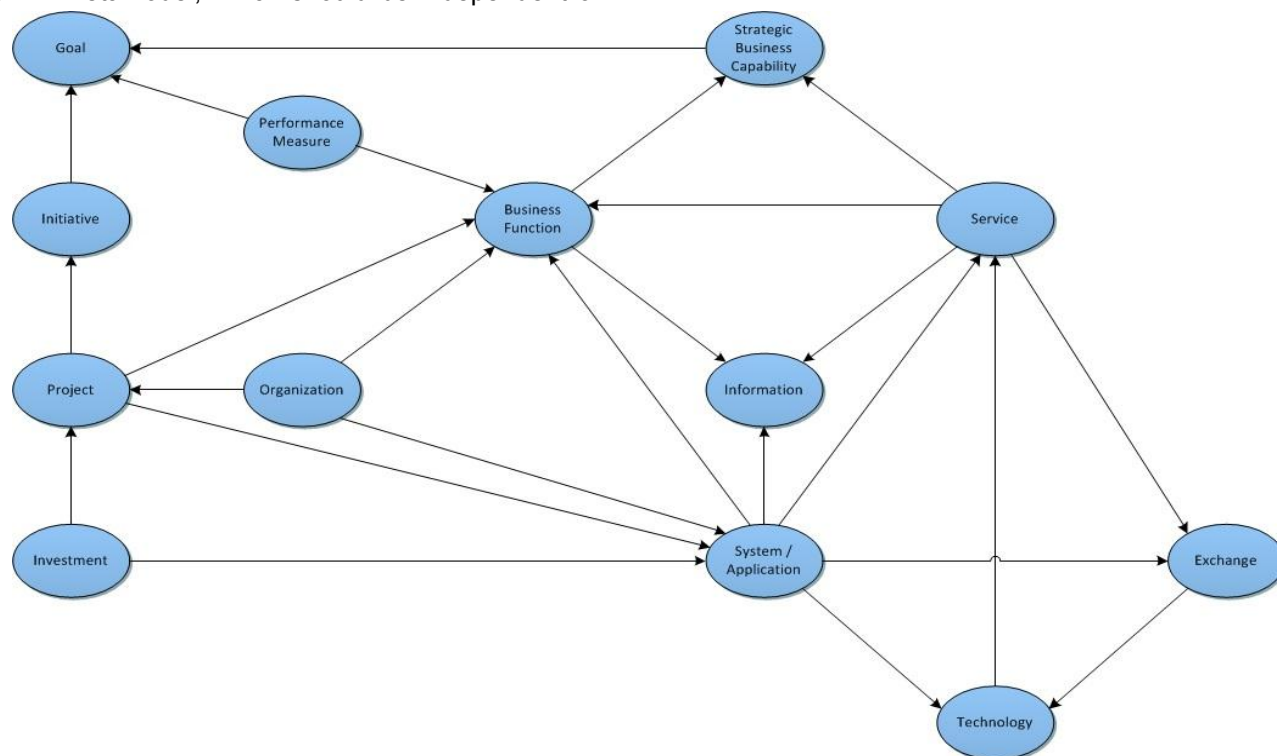 Goal
Strategic
Business
Capability
Performance
Measure
Initiative
Business
Function
Service
Project
Organization
Information
Investment
System /
Application
Exchange
Technology